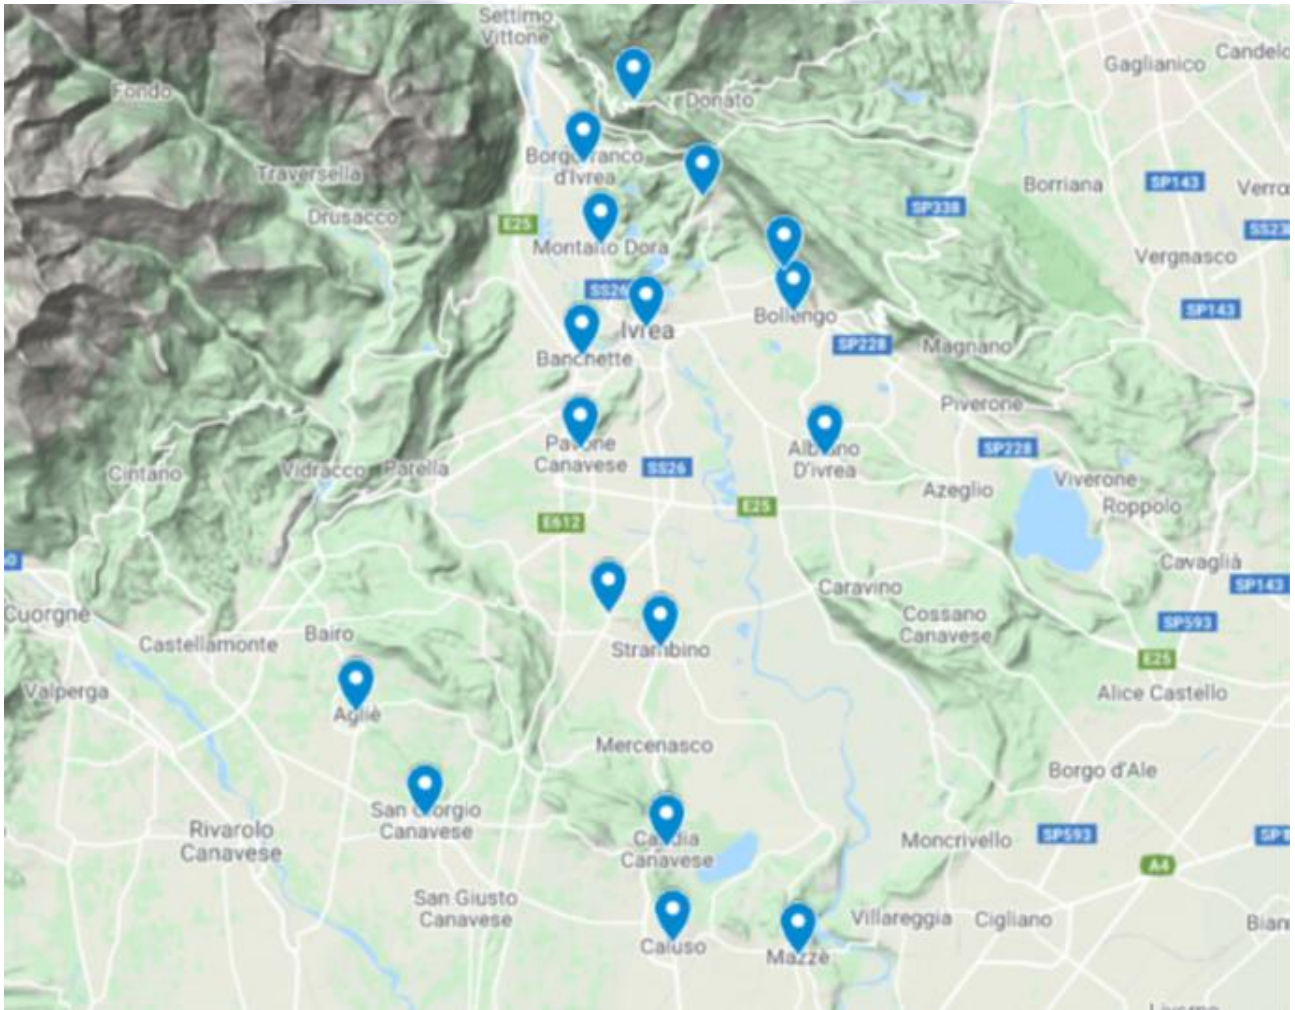 Settimo
Vittone
Candelo
Gaglianico
Fondo
Donato
Borgofranco
d'Ivrea
Traversella
Borriana
SP143
Drusacco
SP338
E25
SS23
Montalto Dora
Vergnasco
SS26
SP143
Bollengo
Ivrea
SP228
Magnano
Banchette
Piverone
Pavone
Canavese
Albiano
D'ivrea
SP228
Cintano
Vidracco
Parella
SS26
Viverone
Azeglio
Roppolo
E25
E612
Cavaglià
SP143
Caravino
Cuorgnè
Cossano
Canavese
SP593
Bairo
Castellamonte
Strambino
E25
Valperga
Alice Castello
Agliè
Mercenasco
Borgo d'Ale
San Giorgio
Canavese
Rivarolo
Canavese
Candia
Canavese
Moncrivello
SP593
A4
San Giusto
Canavese
Villareggia
Cigliano
Caluso
Mazzè